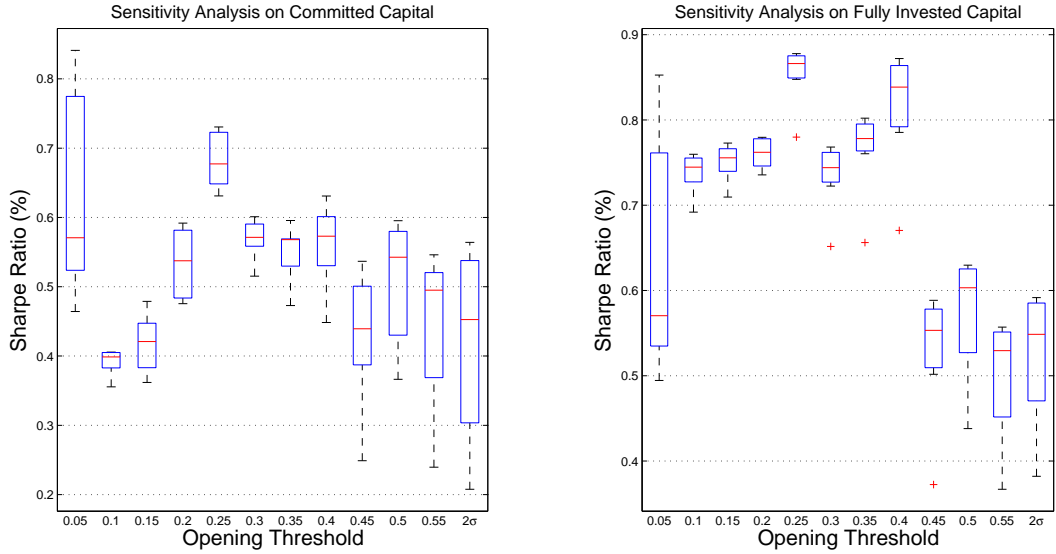 Sensitivity Analysis on Committed Capital
0.8
0.7
0.6
0.5
0.4
0.3
0.2
Sharpe Ratio (%)
0.05 0.1 0.15 0.2 0.25 0.3 0.35 0.4 0.45 0.5 0.55 2σ
Opening Threshold
Sensitivity Analysis on Fully Invested Capital
0.9
0.8
0.7
0.6
0.5
0.4
Sharpe Ratio (%)
0.05 0.1 0.15 0.2 0.25 0.3 0.35 0.4 0.45 0.5 0.55 2σ
Opening Threshold